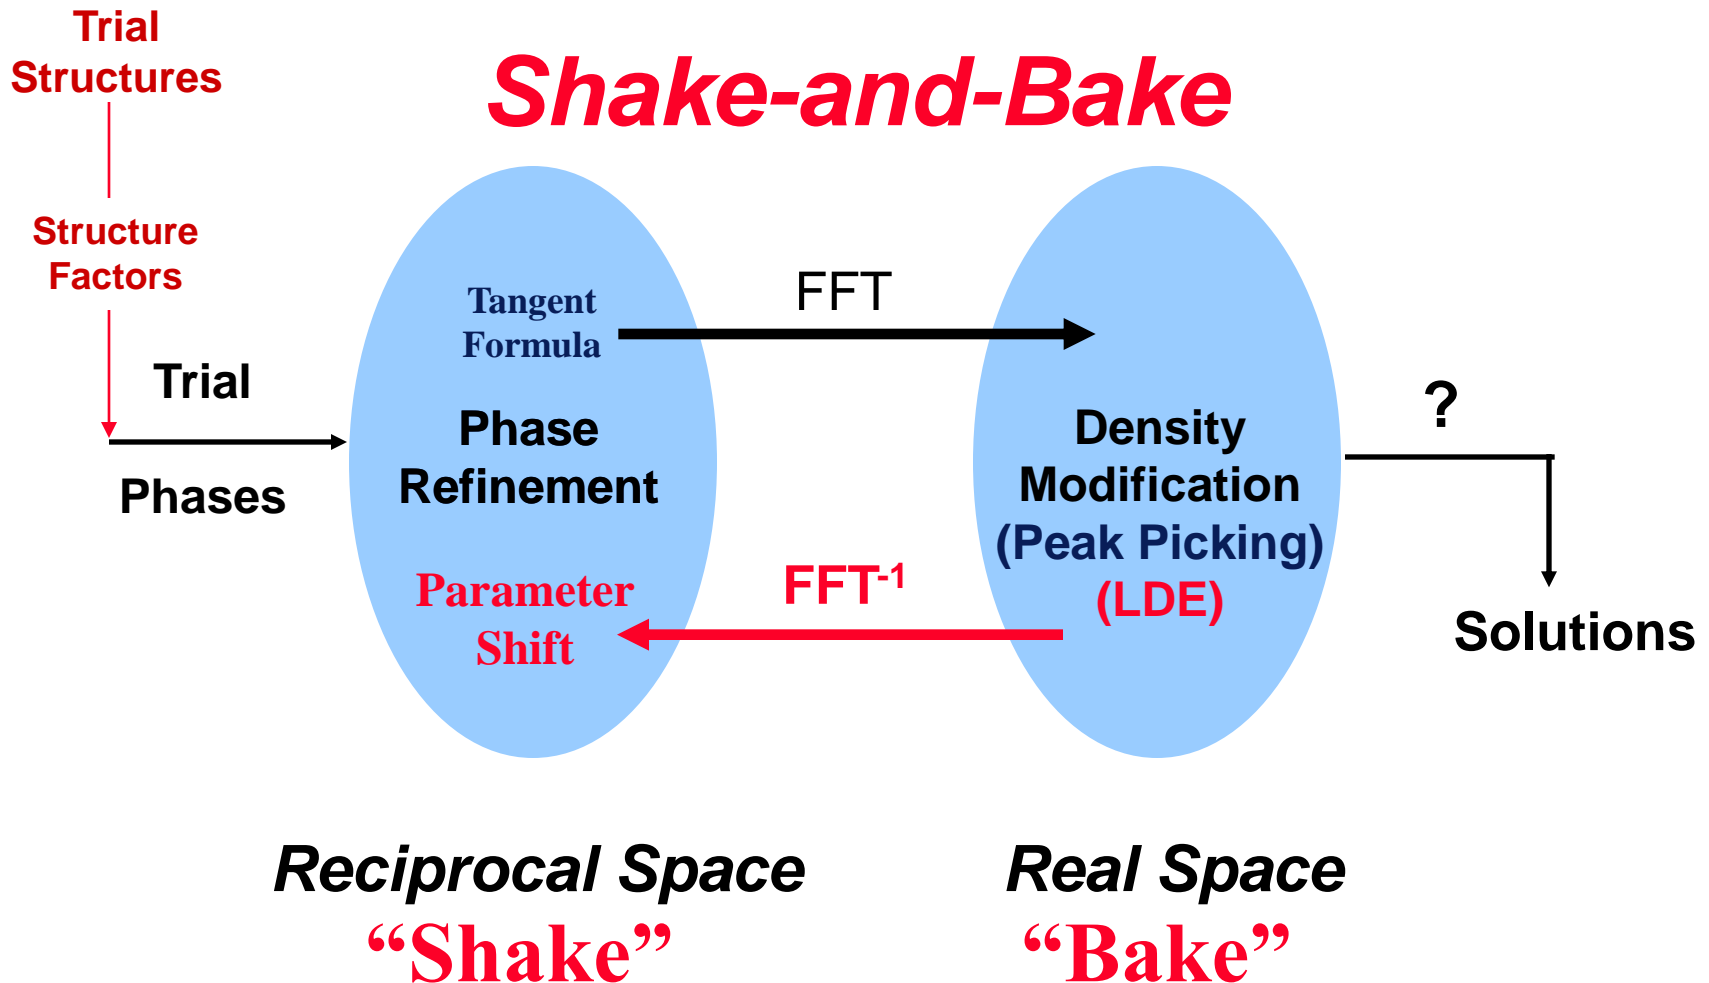 Trial
Structures
Shake-and-Bake
Structure
Factors
Trial
Phases
Tangent
Formula
Phase
Refinement
Parameter
Shift
FFT
FFT-1
Density
Modification
(Peak Picking)
(LDE)
?
Solutions
Reciprocal Space
“Shake”
Real Space
“Bake”